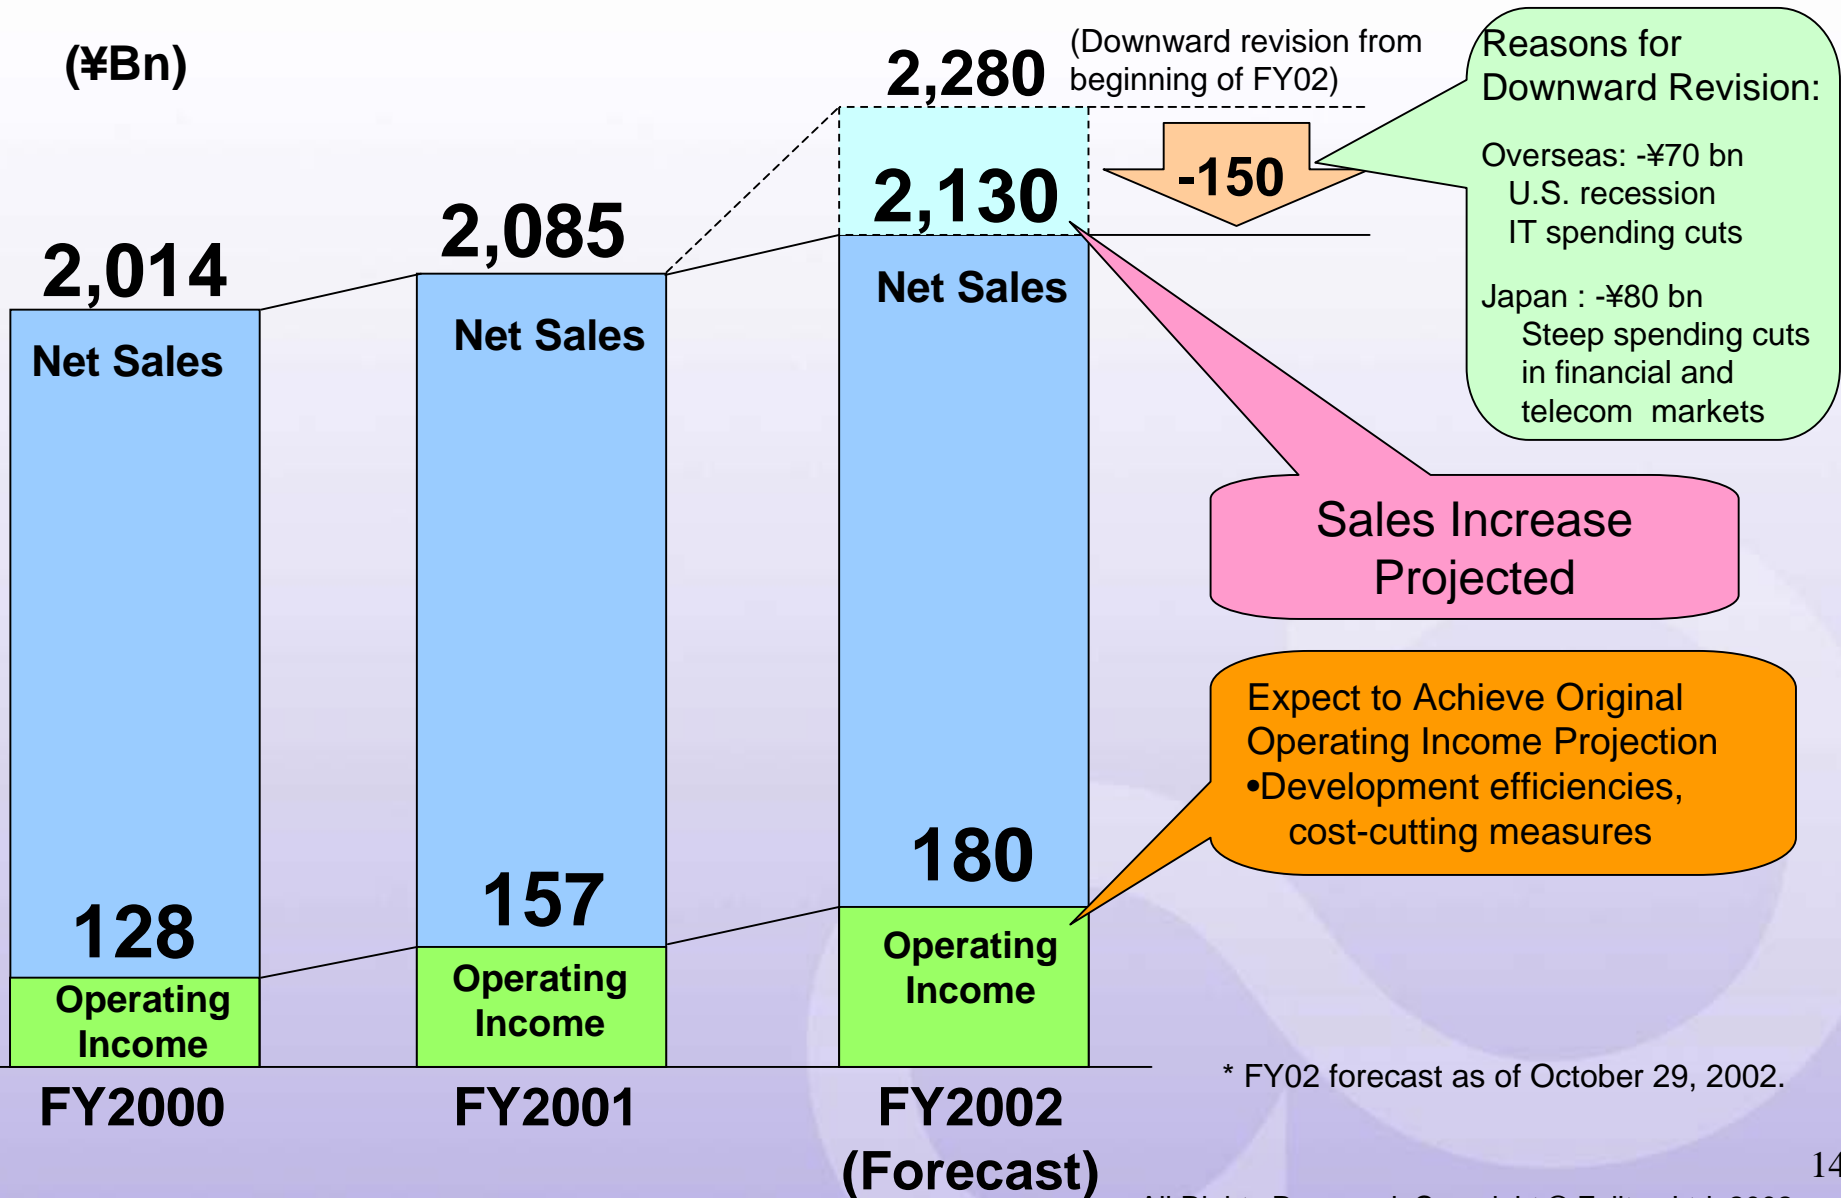 (¥Bn)
2,014
Net Sales
128
Operating
Income
FY2000
2,085
Net Sales
157
Operating
Income
FY2001
2,280
(Downward revision from
beginning of FY02)
2,130
-150
Net Sales
180
Operating
Income
FY2002
(Forecast)
Reasons for
Downward Revision:
Overseas: -¥70 bn
U.S. recession
IT spending cuts
Japan : -¥80 bn
Steep spending cuts
in financial and
telecom markets
Sales Increase
Projected
Expect to Achieve Original
Operating Income Projection
•Development efficiencies,
cost-cutting measures
* FY02 forecast as of October 29, 2002.
14